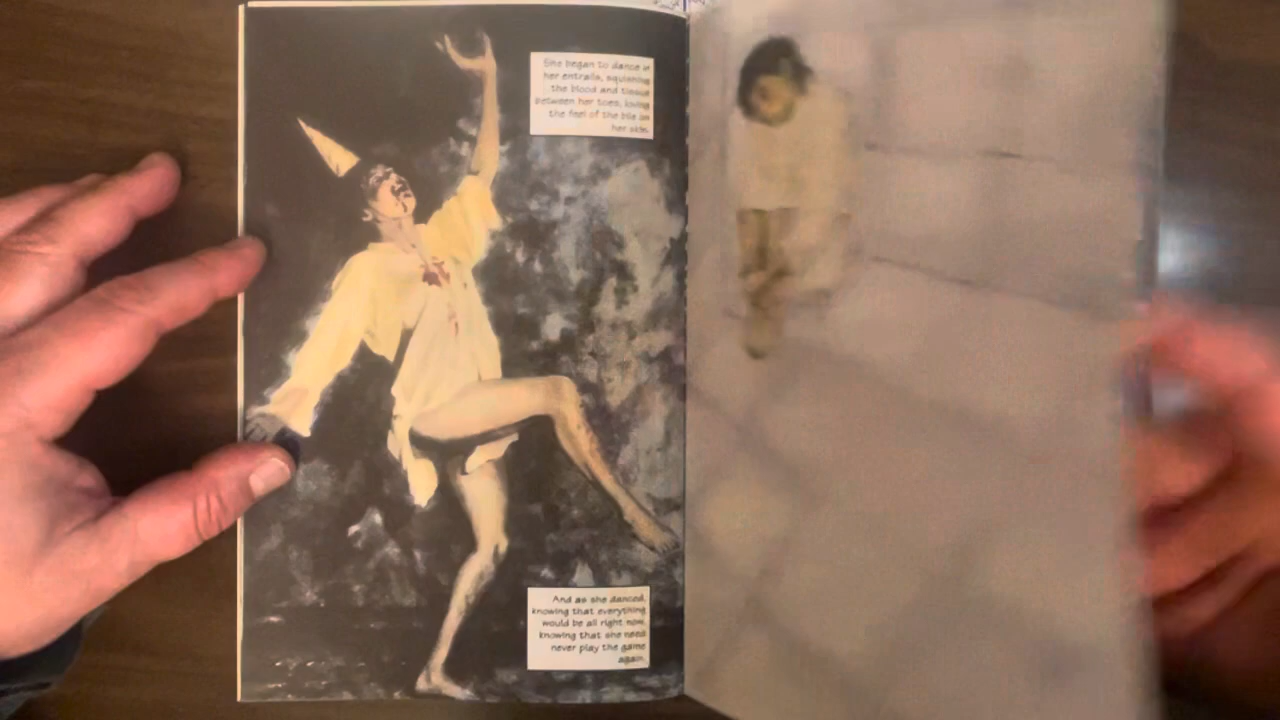 She began to dance in
her entrails, squishing
the blood and tissue
between her toes, loving
the feel of the bile on
her skin.
And as she danced,
knowing that everything
would be all right now,
knowing that she need
never play the game
again.